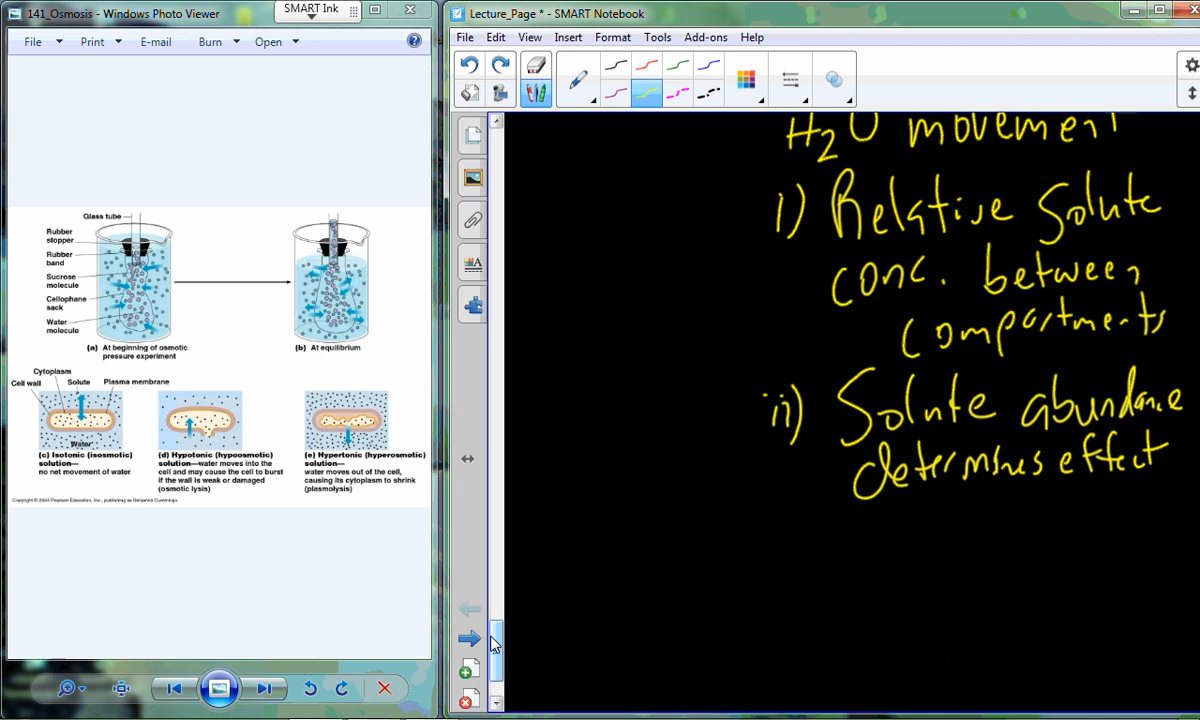 141_Osmosis - Windows Photo Viewer
SMART Ink
File Print E-mail Burn Open
Glass tube
Rubber
stopper
Rubber
band
Sucrose
molecule
Cellophane
sack
Water
molecule
(a) At beginning of osmotic
pressure experiment
(b) At equilibrium
Cytoplasm
Cell wall
Solute
Plasma membrane
Water
(c) Isotonic (isosmotic)
solution—
no net movement of water
(d) Hypotonic (hypoosmotic)
solution—water moves into the
cell and may cause the cell to burst
if the wall is weak or damaged
(osmotic lysis)
(e) Hypertonic (hyperosmotic)
solution—
water moves out of the cell,
causing its cytoplasm to shrink
(plasmolysis)
Copyright © 2004 Pearson Education, Inc., publishing as Benjamin Cummings.
Lecture_Page * - SMART Notebook
File Edit View Insert Format Tools Add-ons Help
H2O movement
i) Relative Solute
conc. between
compartments
ii) Solute abundance
determines effect